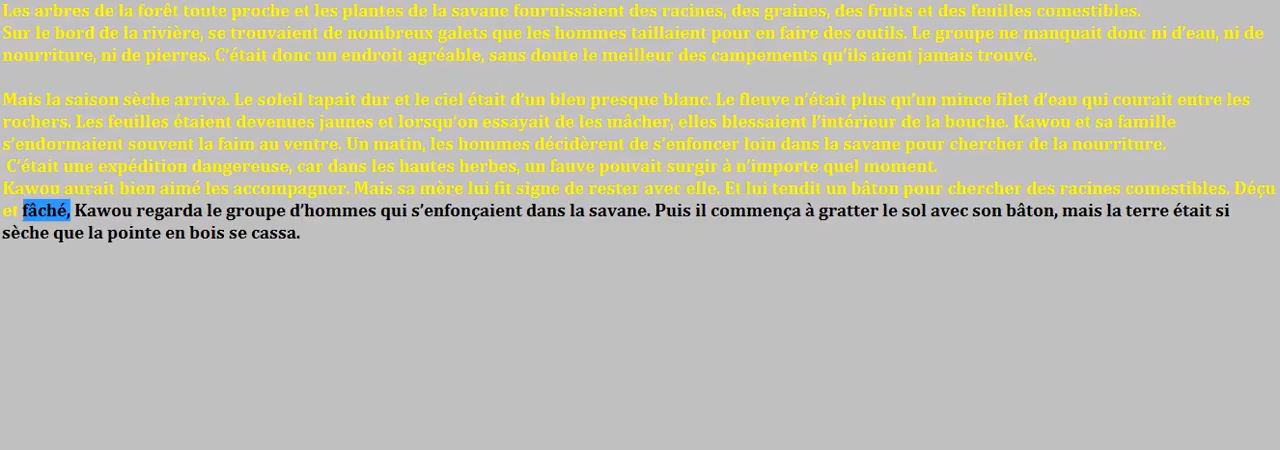 Les arbres de la forêt toute proche et les plantes de la savane fournissaient des racines, des graines, des fruits et des feuilles comestibles.
Sur le bord de la rivière, se trouvaient de nombreux galets que les hommes taillaient pour en faire des outils. Le groupe ne manquait donc ni d’eau, ni de
nourriture, ni de pierres. C’était donc un endroit agréable, sans doute le meilleur des campements qu’ils aient jamais trouvé.
Mais la saison sèche arriva. Le soleil tapait dur et le ciel était d’un bleu presque blanc. Le fleuve n’était plus qu’un mince filet d’eau qui courait entre les
rochers. Les feuilles étaient devenues jaunes et lorsqu’on essayait de les mâcher, elles blessaient l’intérieur de la bouche. Kawou et sa famille
s’endormaient souvent la faim au ventre. Un matin, les hommes décidèrent de s’enfoncer loin dans la savane pour chercher de la nourriture.
C’était une expédition dangereuse, car dans les hautes herbes, un fauve pouvait surgir à n’importe quel moment.
Kawou aurait bien aimé les accompagner. Mais sa mère lui fit signe de rester avec elle. Et lui tendit un bâton pour chercher des racines comestibles. Déçu
et fâché, Kawou regarda le groupe d’hommes qui s’enfonçaient dans la savane. Puis il commença à gratter le sol avec son bâton, mais la terre était si
sèche que la pointe en bois se cassa.